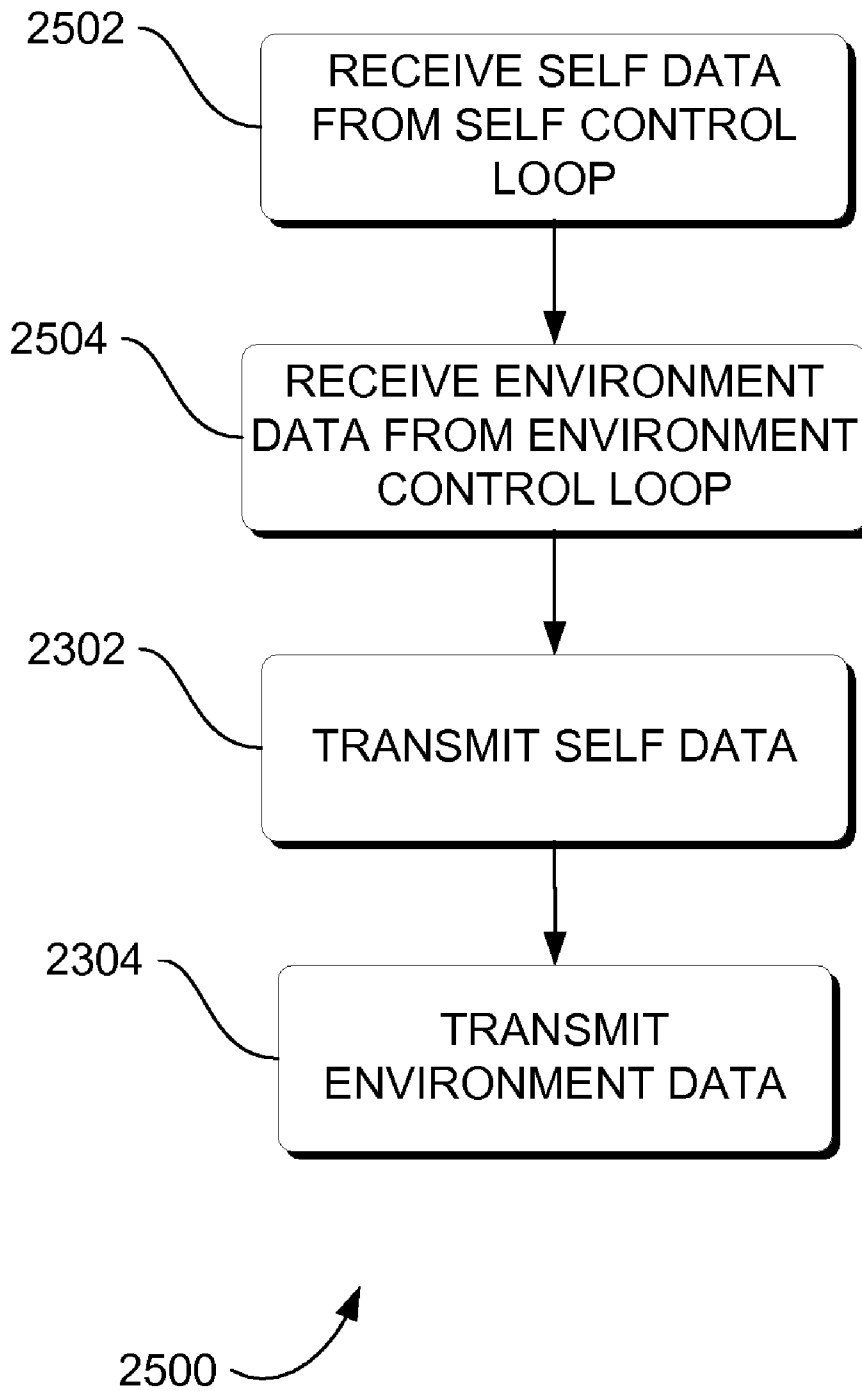 2502
RECEIVE SELF DATA
FROM SELF CONTROL
LOOP
2504
RECEIVE ENVIRONMENT
DATA FROM ENVIRONMENT
CONTROL LOOP
2302
TRANSMIT SELF DATA
2304
TRANSMIT
ENVIRONMENT DATA
2500